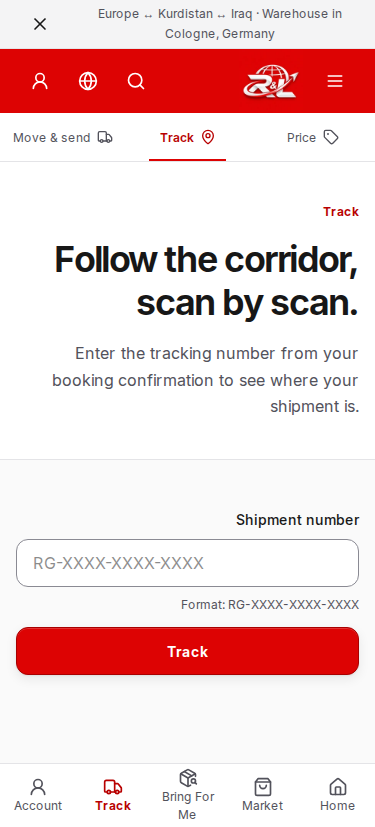 Europe ↔ Kurdistan ↔ Iraq · Warehouse in
Cologne, Germany
R&L
Move & send
Track
Price
Track
Follow the corridor,
scan by scan.
Enter the tracking number from your
booking confirmation to see where your
shipment is.
Shipment number
RG-XXXX-XXXX-XXXX
Format: RG-XXXX-XXXX-XXXX
Track
Account
Track
Bring For
Me
Market
Home